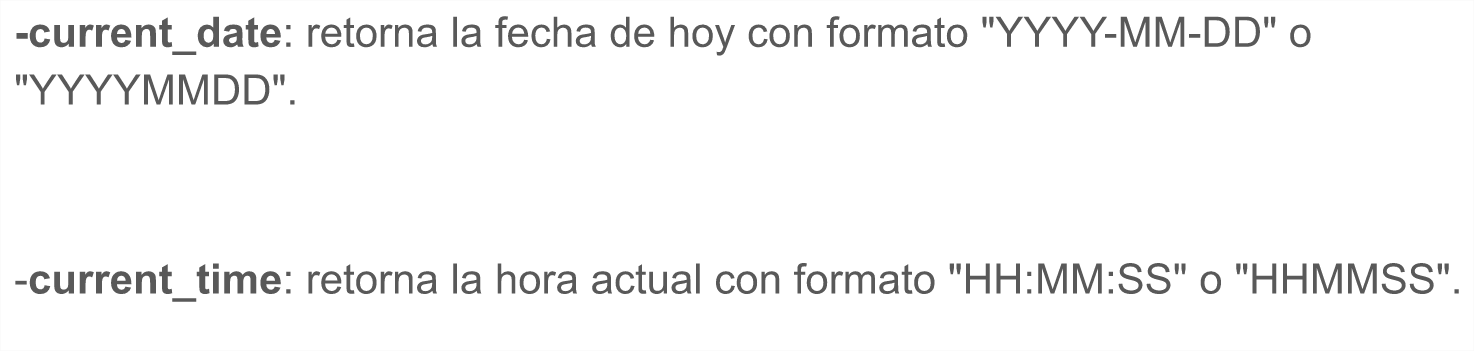 -current_date: retorna la fecha de hoy con formato "YYYY-MM-DD" o
"YYYYMMDD".
-current_time: retorna la hora actual con formato "HH:MM:SS" o "HHMMSS".